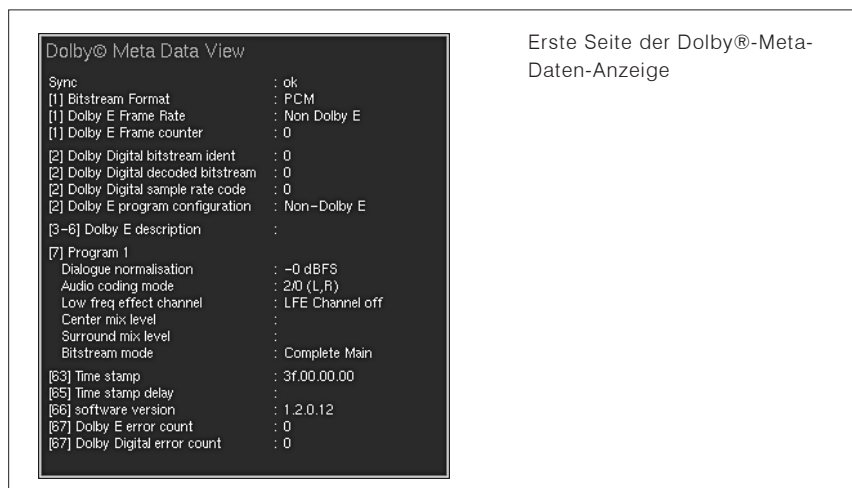 Dolby© Meta Data View
Sync : ok
[1] Bitstream Format : PCM
[1] Dolby E Frame Rate : Non Dolby E
[1] Dolby E Frame counter : 0
[2] Dolby Digital bitstream ident : 0
[2] Dolby Digital decoded bitstream : 0
[2] Dolby Digital sample rate code : 0
[2] Dolby E program configuration : Non-Dolby E
[3-6] Dolby E description :
[7] Program 1
Dialogue normalisation : -0 dBFS
Audio coding mode : 2/0 (L,R)
Low freq effect channel : LFE Channel off
Center mix level :
Surround mix level :
Bitstream mode : Complete Main
[63] Time stamp : 3f.00.00.00
[65] Time stamp delay :
[66] software version : 1.2.0.12
[67] Dolby E error count : 0
[67] Dolby Digital error count : 0
Erste Seite der Dolby®-Meta-
Daten-Anzeige